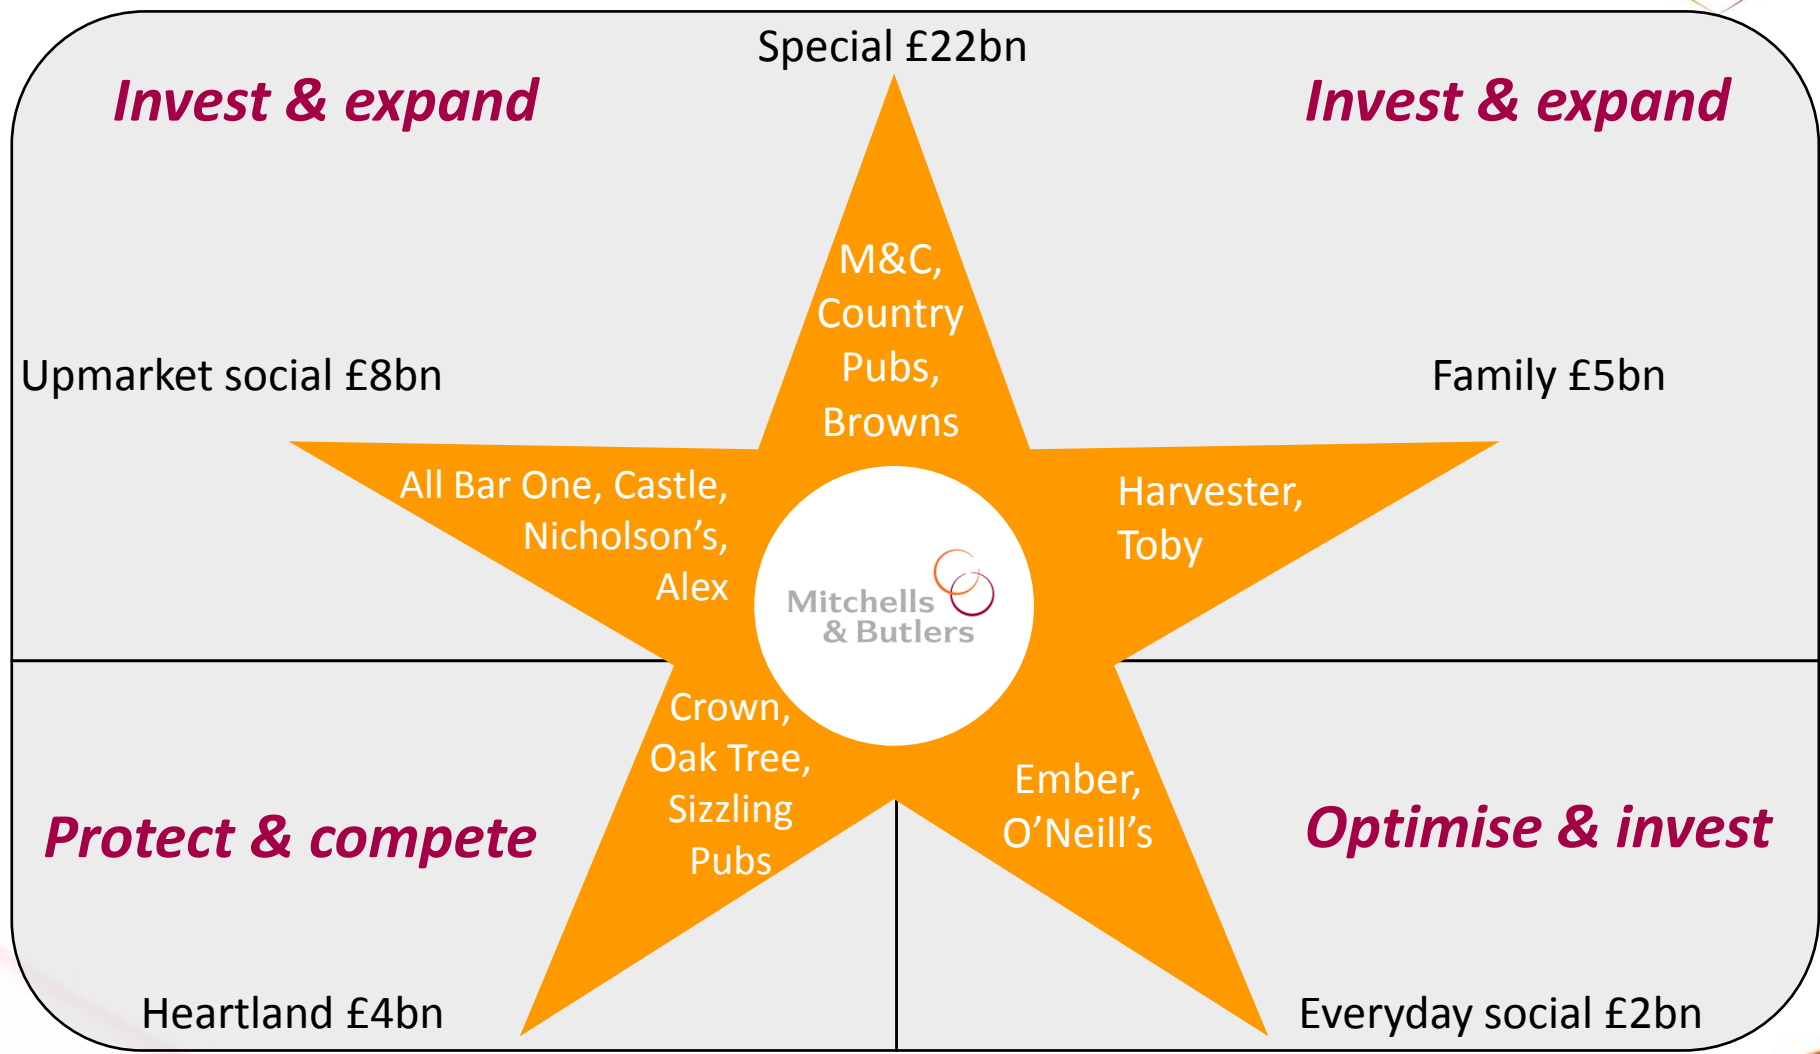 Special £22bn
Invest & expand
Invest & expand
M&C,
Country
Pubs,
Browns
Upmarket social £8bn
Family £5bn
All Bar One, Castle,
Nicholson’s,
Alex
Harvester,
Toby
Mitchells
& Butlers
Crown,
Oak Tree,
Sizzling
Pubs
Ember,
O’Neill’s
Protect & compete
Optimise & invest
Heartland £4bn
Everyday social £2bn